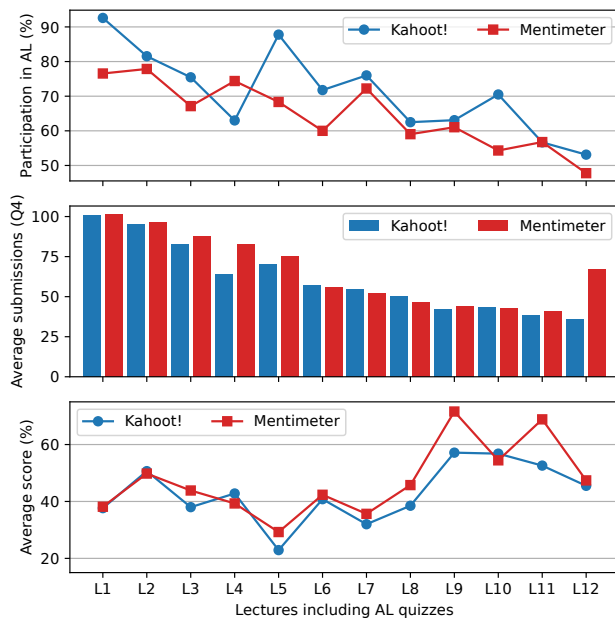 Participation in AL (%)
90
80
70
60
50
Kahoot!
Mentimeter
Average submissions (Q4)
100
75
50
25
0
Kahoot!
Mentimeter
Average score (%)
60
40
20
Kahoot!
Mentimeter
L1 L2 L3 L4 L5 L6 L7 L8 L9 L10 L11 L12
Lectures including AL quizzes